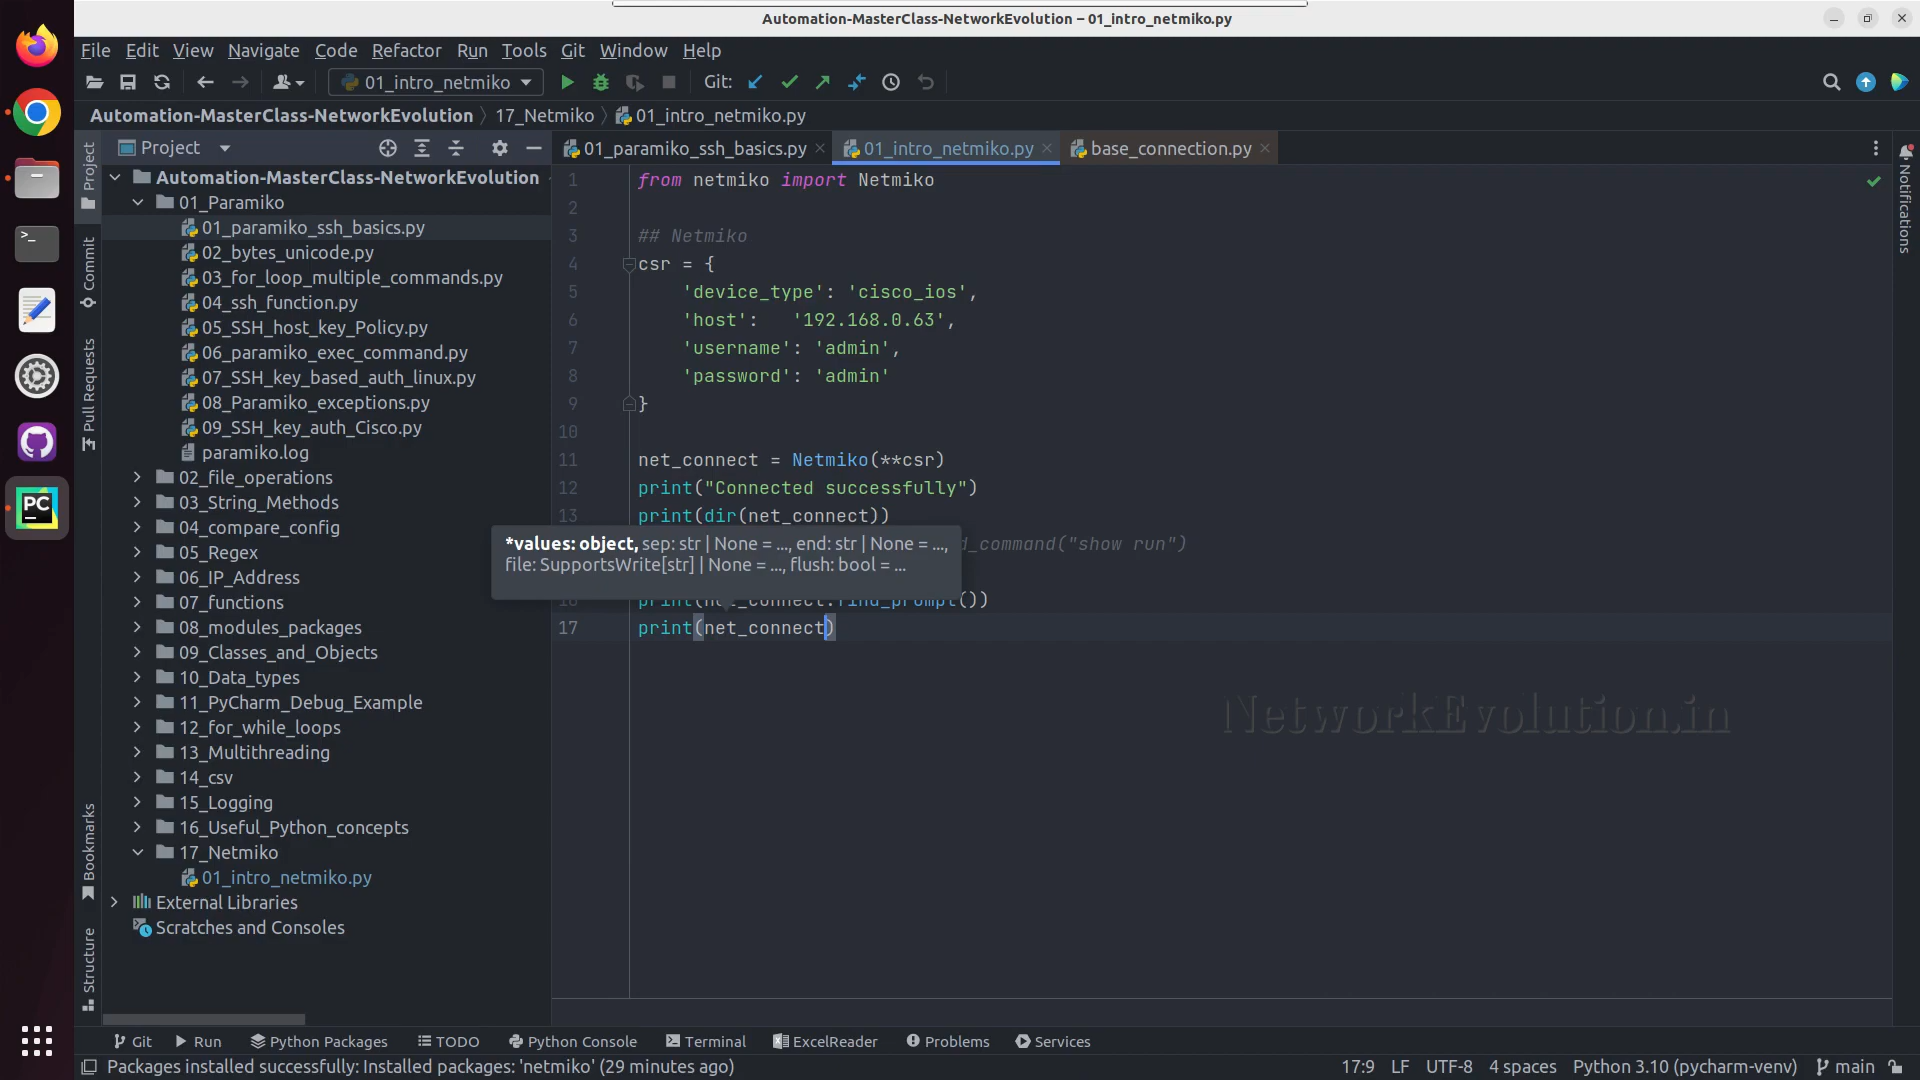 Automation-MasterClass-NetworkEvolution – 01_intro_netmiko.py
File Edit View Navigate Code Refactor Run Tools Git Window Help
01_intro_netmiko Git:
Automation-MasterClass-NetworkEvolution 17_Netmiko 01_intro_netmiko.py
Project
01_paramiko_ssh_basics.py 01_intro_netmiko.py base_connection.py
Project
Commit
Pull Requests
Bookmarks
Structure
Notifications
Automation-MasterClass-NetworkEvolution
01_Paramiko
01_paramiko_ssh_basics.py
02_bytes_unicode.py
03_for_loop_multiple_commands.py
04_ssh_function.py
05_SSH_host_key_Policy.py
06_paramiko_exec_command.py
07_SSH_key_based_auth_linux.py
08_Paramiko_exceptions.py
09_SSH_key_auth_Cisco.py
paramiko.log
02_file_operations
03_String_Methods
04_compare_config
05_Regex
06_IP_Address
07_functions
08_modules_packages
09_Classes_and_Objects
10_Data_types
11_PyCharm_Debug_Example
12_for_while_loops
13_Multithreading
14_csv
15_Logging
16_Useful_Python_concepts
17_Netmiko
01_intro_netmiko.py
External Libraries
Scratches and Consoles
1 from netmiko import Netmiko
2
3 ## Netmiko
4 csr = {
5 'device_type': 'cisco_ios',
6 'host': '192.168.0.63',
7 'username': 'admin',
8 'password': 'admin'
9 }
10
11 net_connect = Netmiko(**csr)
12 print("Connected successfully")
13 print(dir(net_connect))
d_command("show run")
*values: object, sep: str | None = ..., end: str | None = ...,
file: SupportsWrite[str] | None = ..., flush: bool = ...
16 print(net_connect.find_prompt())
17 print(net_connect)
NetworkEvolution.in
Git Run Python Packages TODO Python Console Terminal ExcelReader Problems Services
Packages installed successfully: Installed packages: 'netmiko' (29 minutes ago) 17:9 LF UTF-8 4 spaces Python 3.10 (pycharm-venv) main